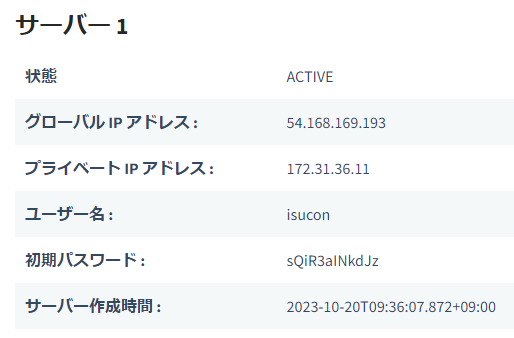 サーバー 1
状態 ACTIVE
グローバル IP アドレス : 54.168.169.193
プライベート IP アドレス : 172.31.36.11
ユーザー名 : isucon
初期パスワード : sQiR3aINkdJz
サーバー作成時間 : 2023-10-20T09:36:07.872+09:00